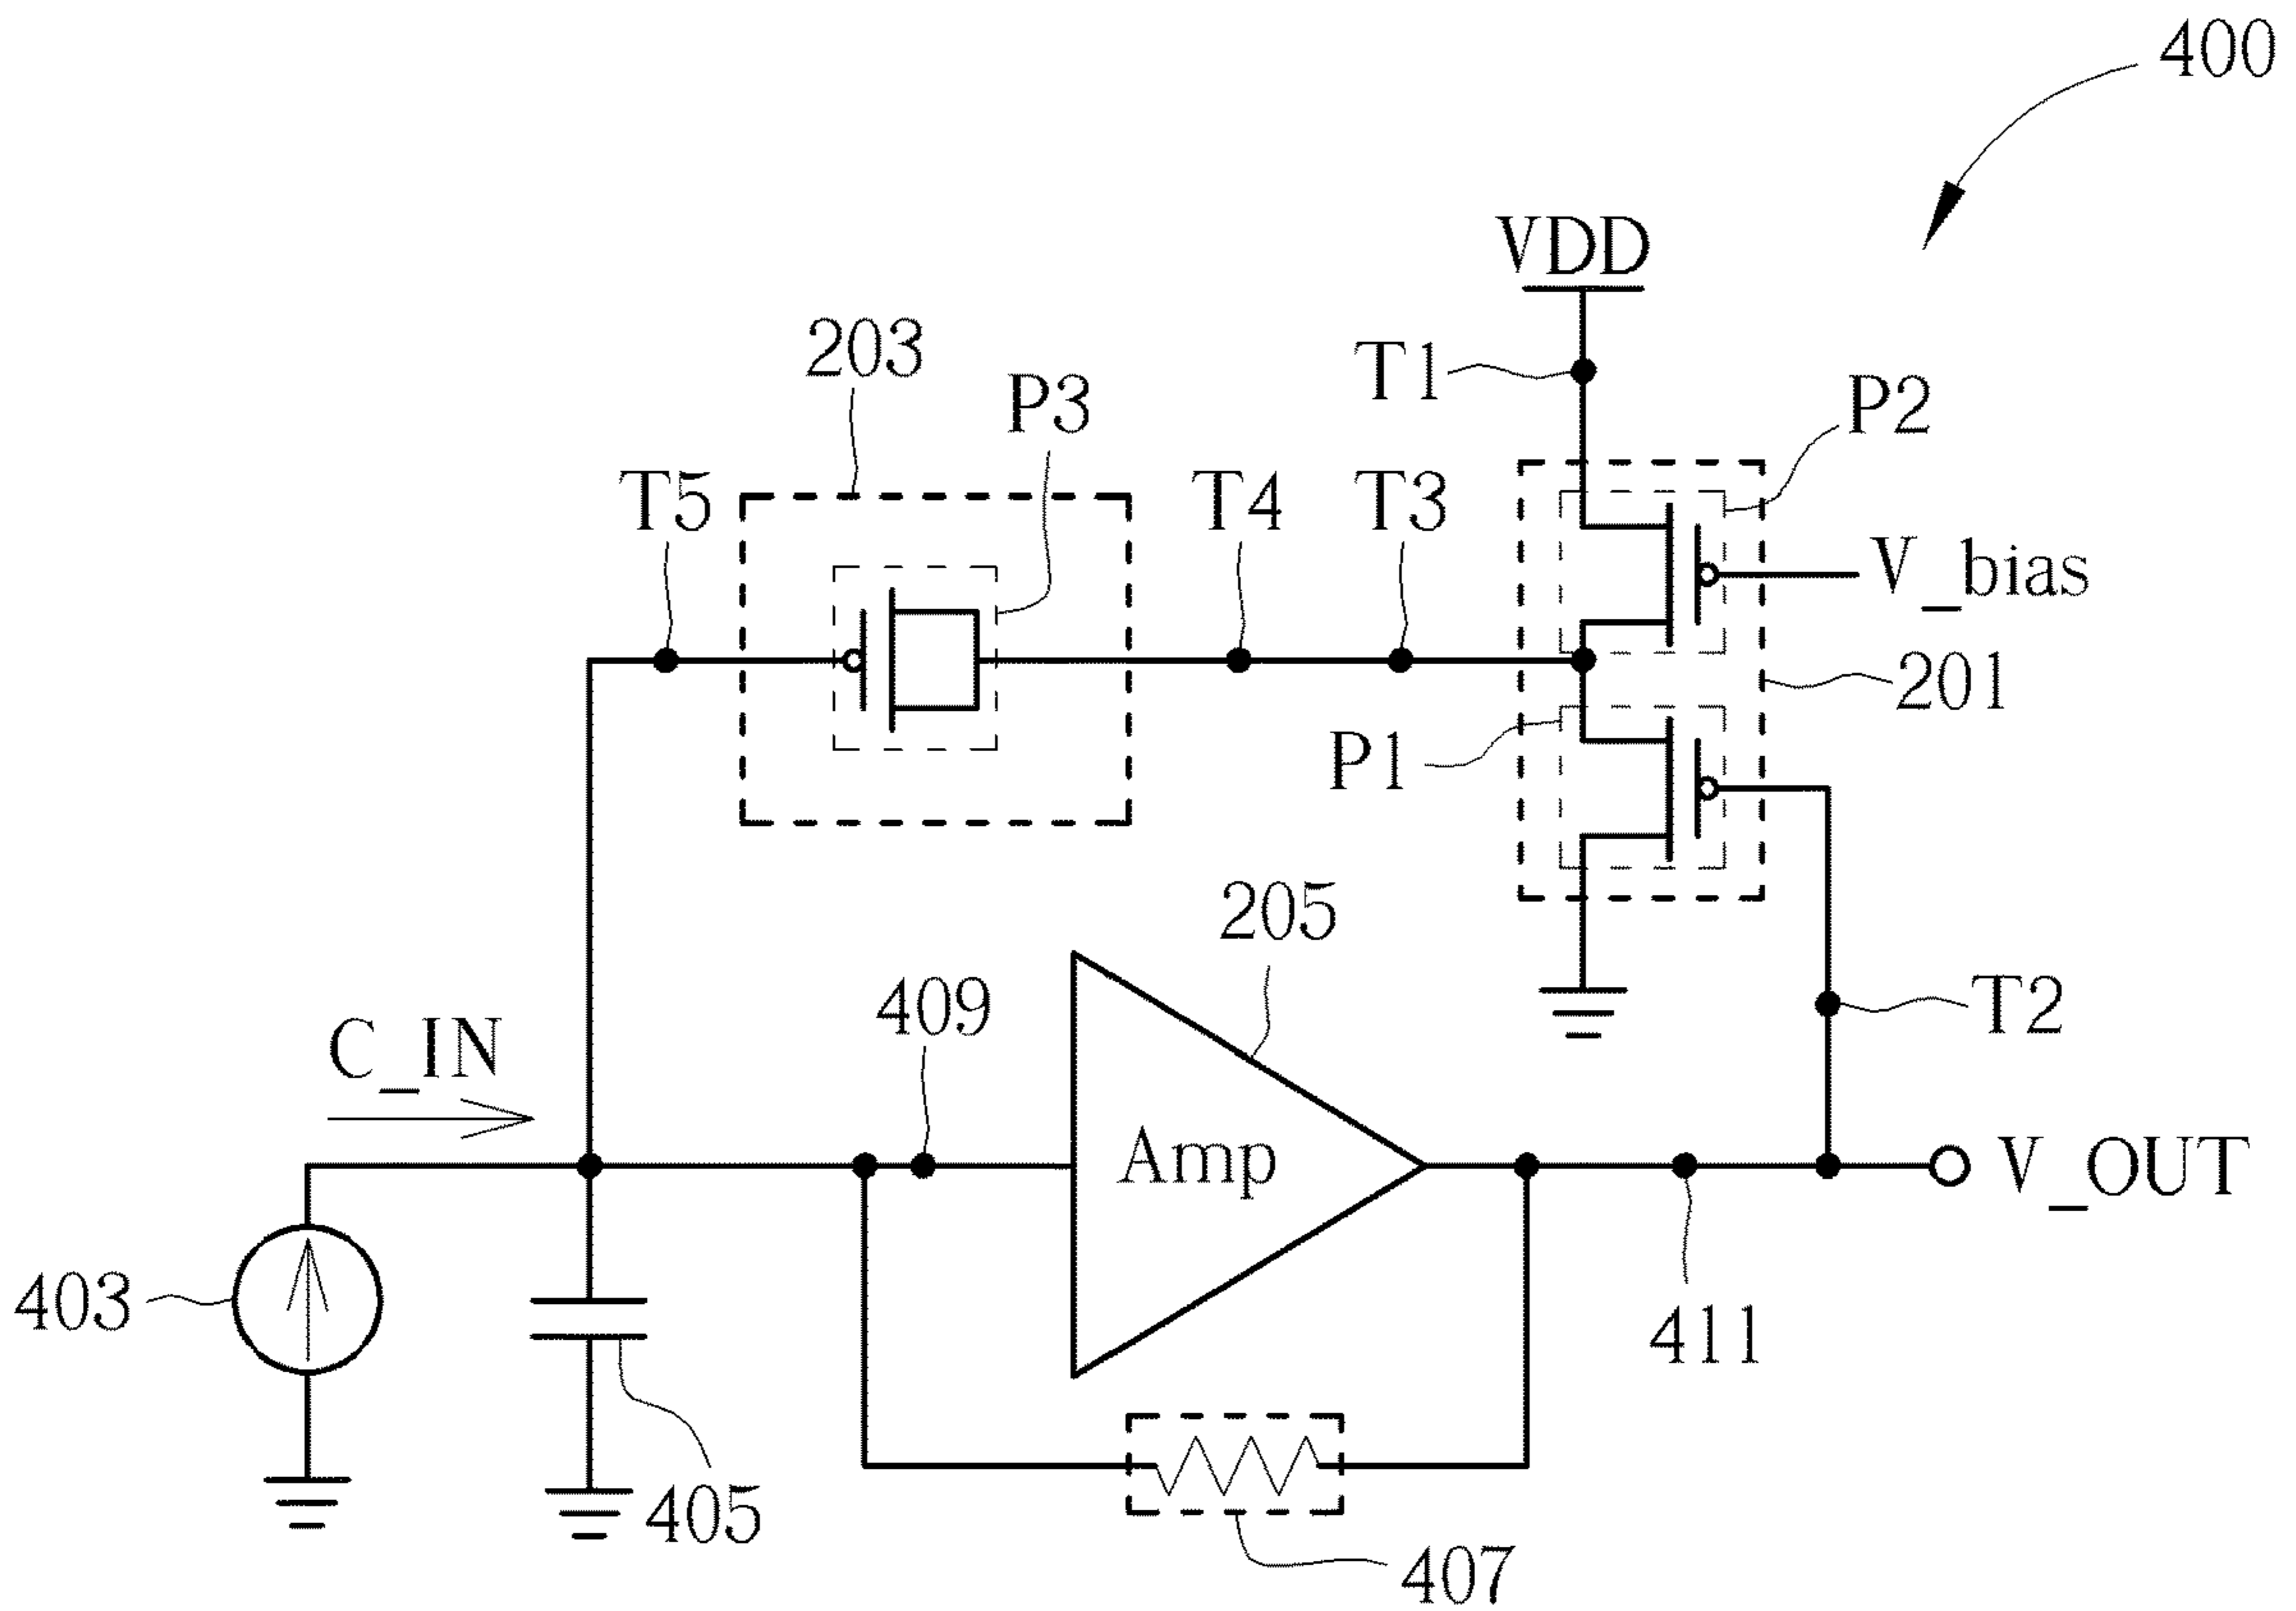 400
VDD
203
T1
P3
P2
T5
T4
T3
V_bias
201
P1
205
409
T2
C_IN
Amp
V_OUT
403
411
405
407